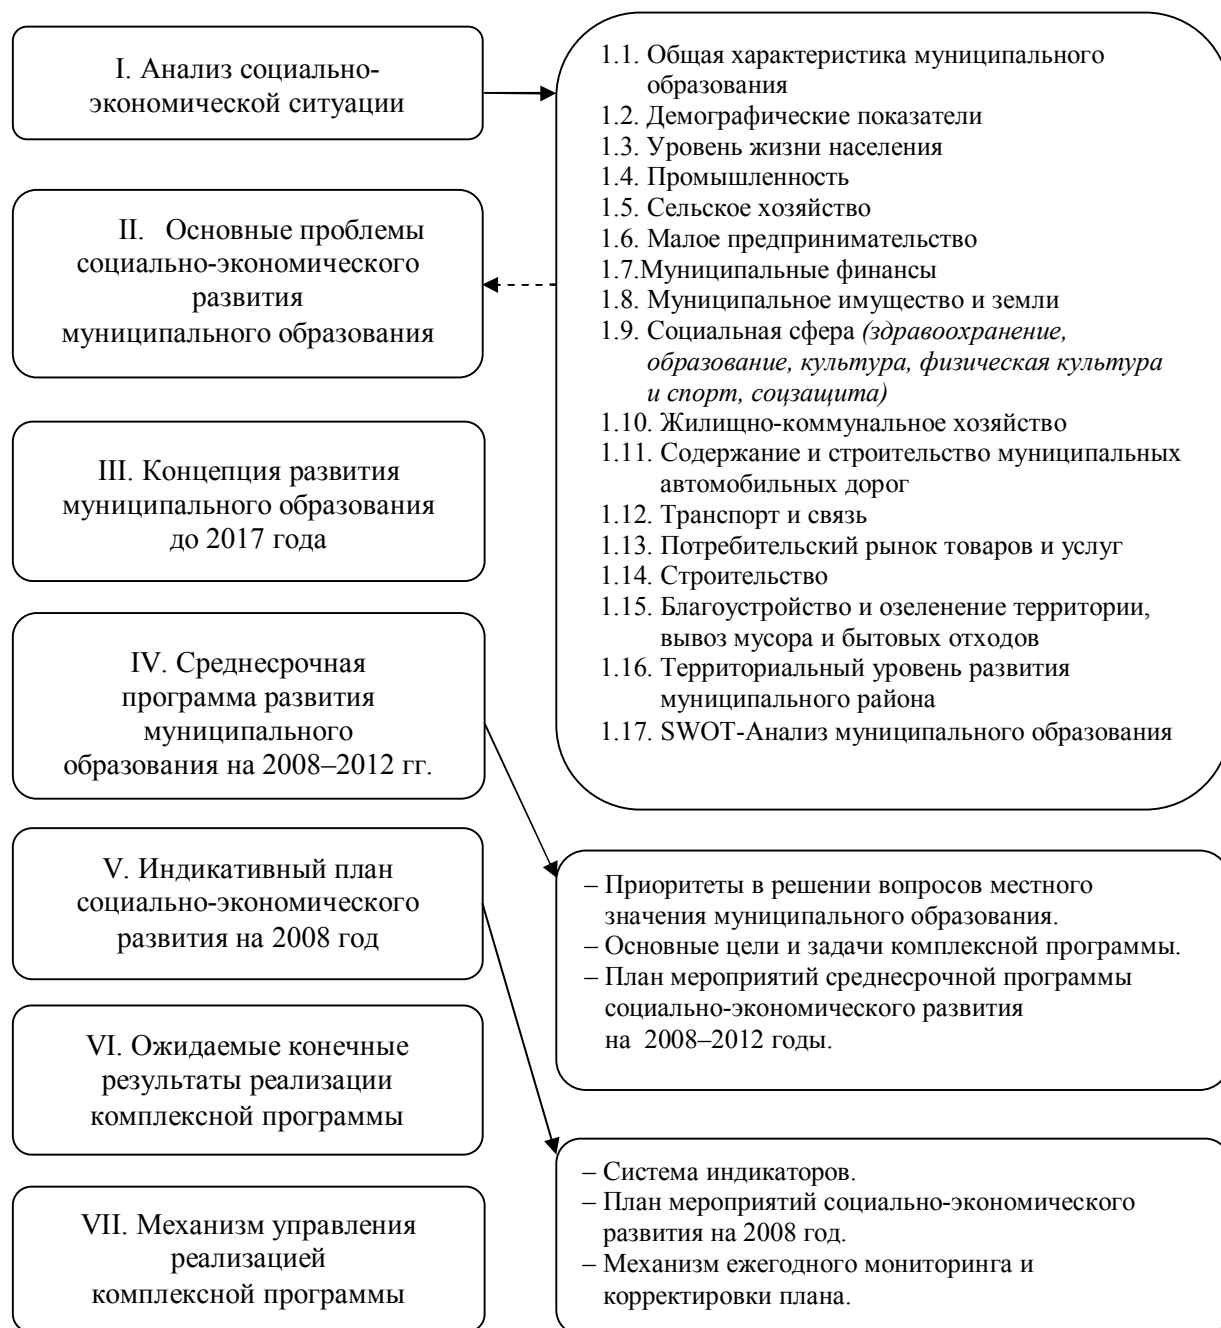 I. Анализ социально-
экономической ситуации
II. Основные проблемы
социально-экономического
развития
муниципального образования
III. Концепция развития
муниципального образования
до 2017 года
IV. Среднесрочная
программа развития
муниципального
образования на 2008–2012 гг.
V. Индикативный план
социально-экономического
развития на 2008 год
VI. Ожидаемые конечные
результаты реализации
комплексной программы
VII. Механизм управления
реализацией
комплексной программы
1.1. Общая характеристика муниципального
образования
1.2. Демографические показатели
1.3. Уровень жизни населения
1.4. Промышленность
1.5. Сельское хозяйство
1.6. Малое предпринимательство
1.7.Муниципальные финансы
1.8. Муниципальное имущество и земли
1.9. Социальная сфера (здравоохранение,
образование, культура, физическая культура
и спорт, соцзащита)
1.10. Жилищно-коммунальное хозяйство
1.11. Содержание и строительство муниципальных
автомобильных дорог
1.12. Транспорт и связь
1.13. Потребительский рынок товаров и услуг
1.14. Строительство
1.15. Благоустройство и озеленение территории,
вывоз мусора и бытовых отходов
1.16. Территориальный уровень развития
муниципального района
1.17. SWOT-Анализ муниципального образования
– Приоритеты в решении вопросов местного
значения муниципального образования.
– Основные цели и задачи комплексной программы.
– План мероприятий среднесрочной программы
социально-экономического развития
на 2008–2012 годы.
– Система индикаторов.
– План мероприятий социально-экономического
развития на 2008 год.
– Механизм ежегодного мониторинга и
корректировки плана.